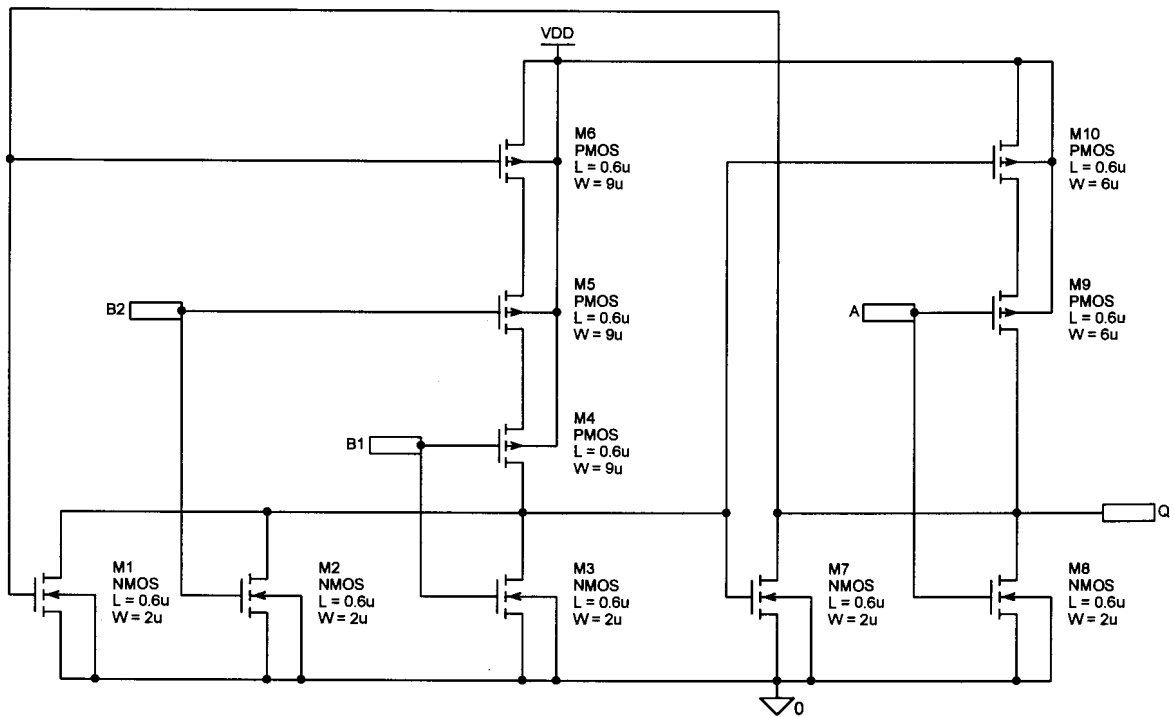 VDD
M6
PMOS
L = 0.6u
W = 9u
M10
PMOS
L = 0.6u
W = 6u
B2
M5
PMOS
L = 0.6u
W = 9u
A
M9
PMOS
L = 0.6u
W = 6u
B1
M4
PMOS
L = 0.6u
W = 9u
Q
M1
NMOS
L = 0.6u
W = 2u
M2
NMOS
L = 0.6u
W = 2u
M3
NMOS
L = 0.6u
W = 2u
M7
NMOS
L = 0.6u
W = 2u
M8
NMOS
L = 0.6u
W = 2u
0